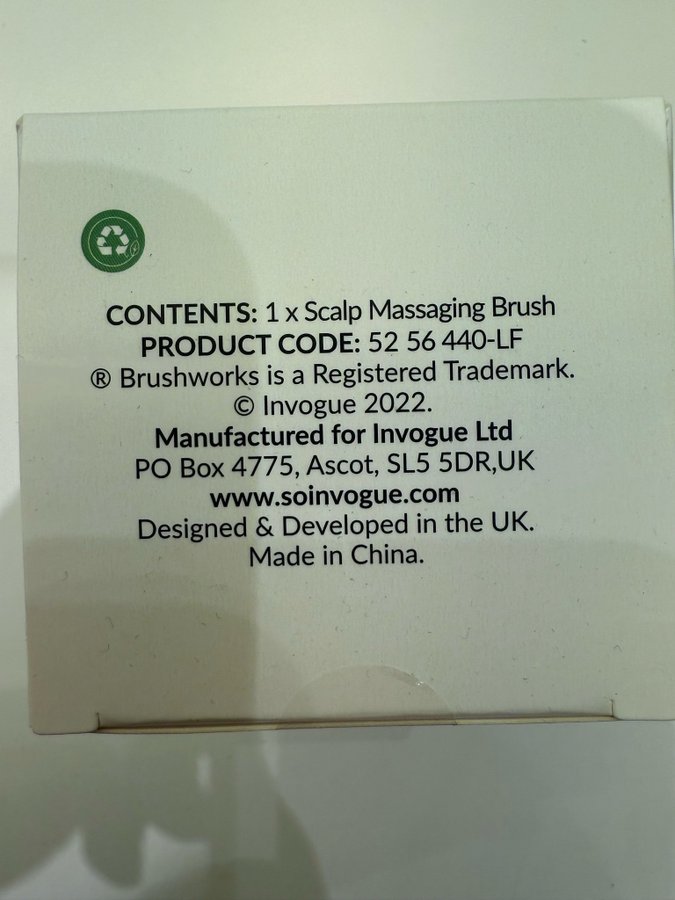 CONTENTS: 1 x Scalp Massaging Brush
PRODUCT CODE: 52 56 440-LF
® Brushworks is a Registered Trademark.
© Invogue 2022.
Manufactured for Invogue Ltd
PO Box 4775, Ascot, SL5 5DR,UK
www.soinvogue.com
Designed & Developed in the UK.
Made in China.